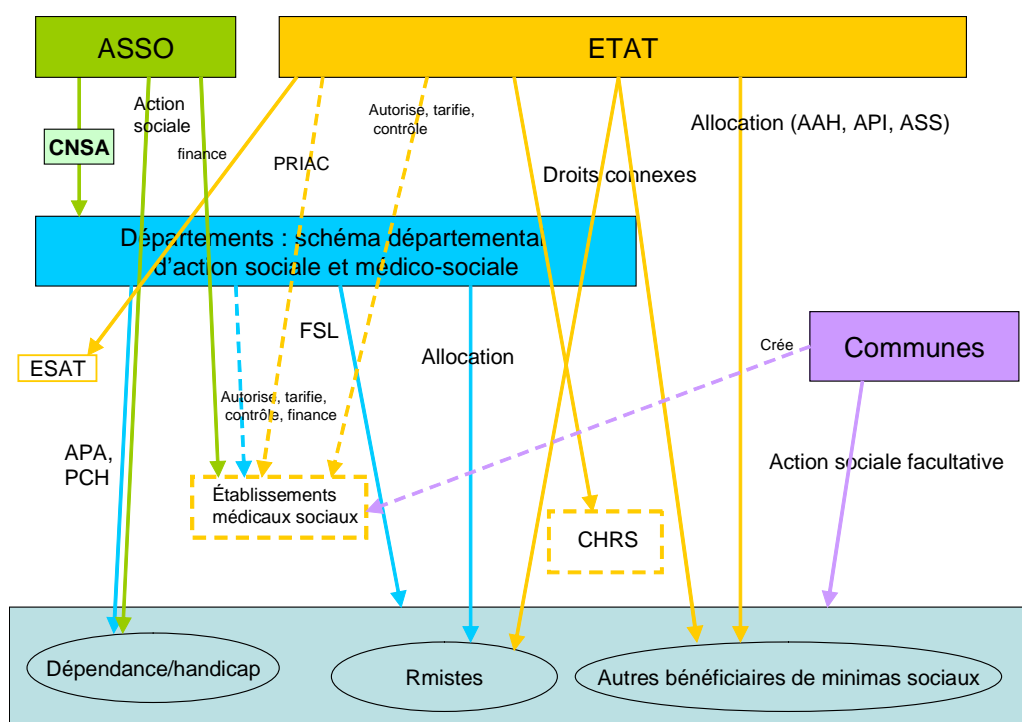 ASSO
ETAT
Action
sociale
Autorise, tarifie,
contrôle
Allocation (AAH, API, ASS)
CNSA
finance
PRIAC
Droits connexes
Départements : schéma départemental
d'action sociale et médico-sociale
FSL
Allocation
Crée
Communes
ESAT
Autorise, tarifie,
contrôle, finance
APA,
PCH
Action sociale facultative
Établissements
médicaux sociaux
CHRS
Dépendance/handicap
Rmistes
Autres bénéficiaires de minimas sociaux